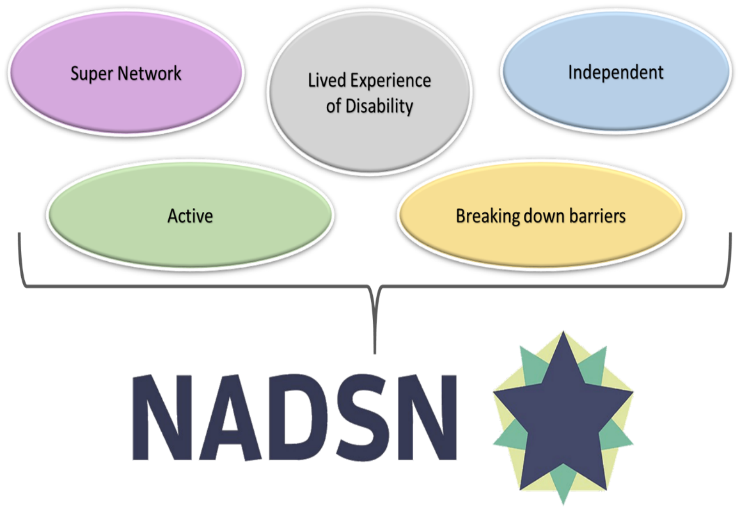 Super Network
Lived Experience
of Disability
Independent
Active
Breaking down barriers
NADSN